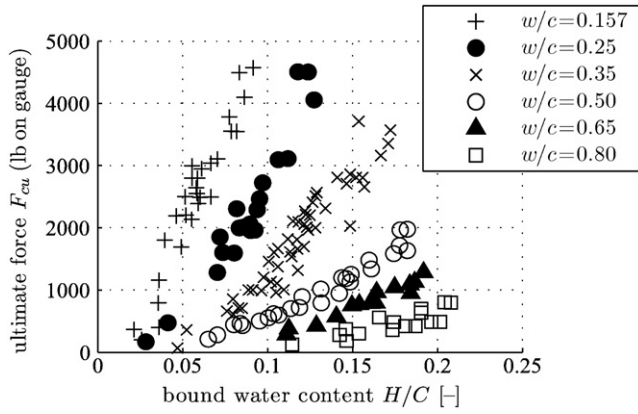 w/c=0.157
w/c=0.25
w/c=0.35
w/c=0.50
w/c=0.65
w/c=0.80
5000
4000
3000
2000
1000
0
ultimate force F_cu (lb on gauge)
0 0.05 0.1 0.15 0.2 0.25
bound water content H/C [–]